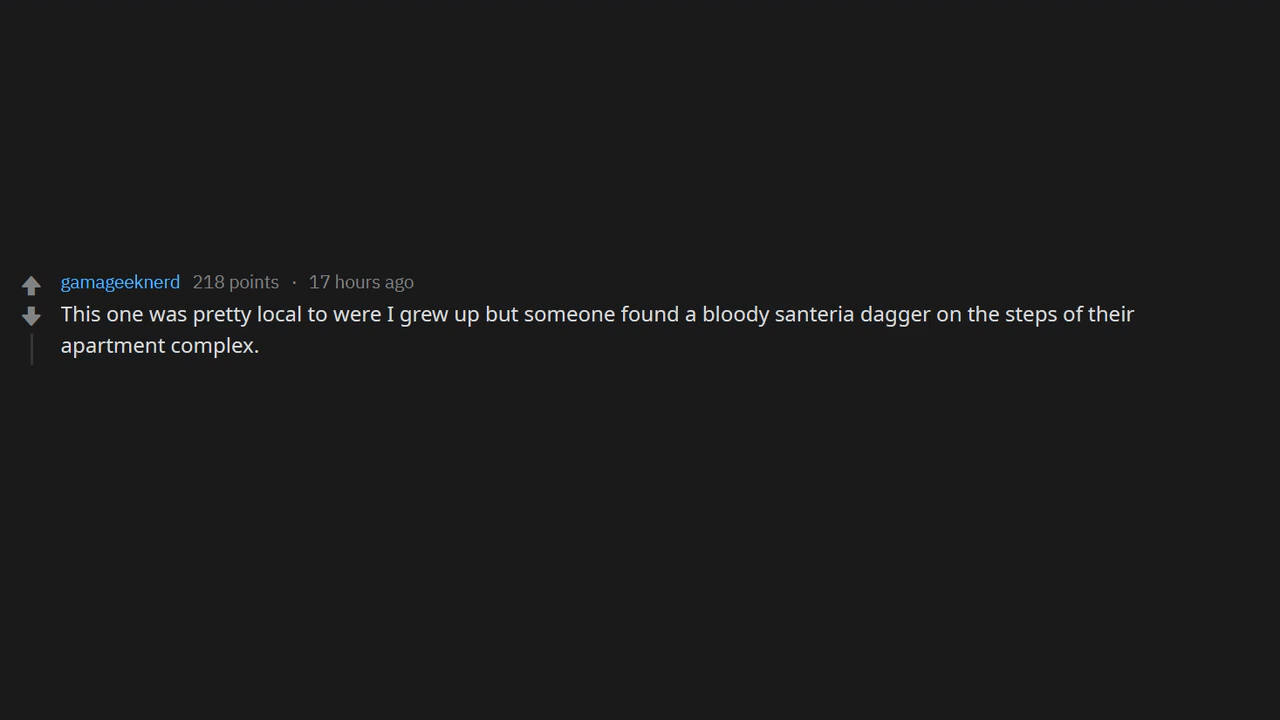 gamageeknerd 218 points · 17 hours ago
This one was pretty local to were I grew up but someone found a bloody santeria dagger on the steps of their
apartment complex.